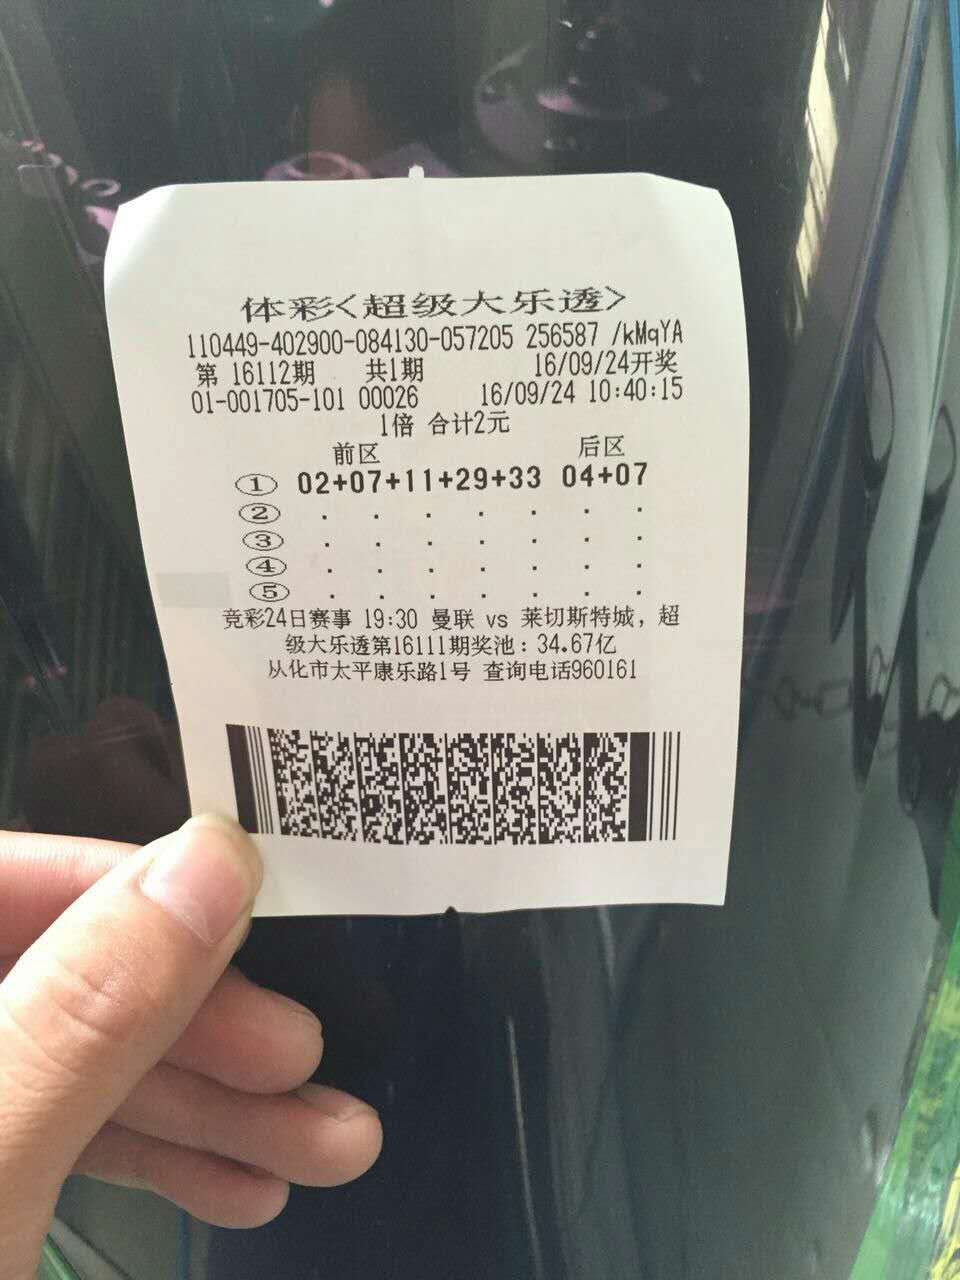 体彩<超级大乐透>
110449-402900-084130-057205 256587 /kMqYA
第 16112期 共1期 16/09/24开奖
01-001705-101 00026 16/09/24 10:40:15
1倍 合计2元
前区 后区
① 02+07+11+29+33 04+07
② . . . . . . .
③ . . . . . . .
④ . . . . . . .
⑤ . . . . . . .
竞彩24日赛事 19:30 曼联 vs 莱切斯特城，超
级大乐透第16111期奖池：34.67亿
从化市太平康乐路1号 查询电话960161